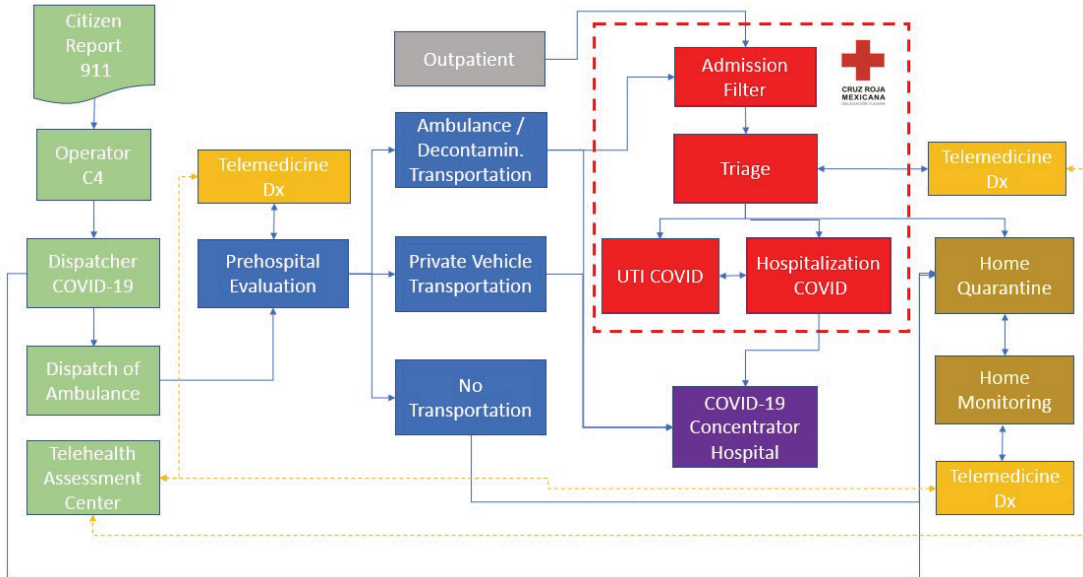 Citizen
Report
911
Operator
C4
Dispatcher
COVID-19
Dispatch of
Ambulance
Telehealth
Assessment
Center
Telemedicine
Dx
Prehospital
Evaluation
Outpatient
Ambulance /
Decontamin.
Transportation
Private Vehicle
Transportation
No
Transportation
Admission
Filter
CRUZ ROJA
MEXICANA
DELEGACIÓN TIJUANA
Triage
UTI COVID
Hospitalization
COVID
COVID-19
Concentrator
Hospital
Telemedicine
Dx
Home
Quarantine
Home
Monitoring
Telemedicine
Dx